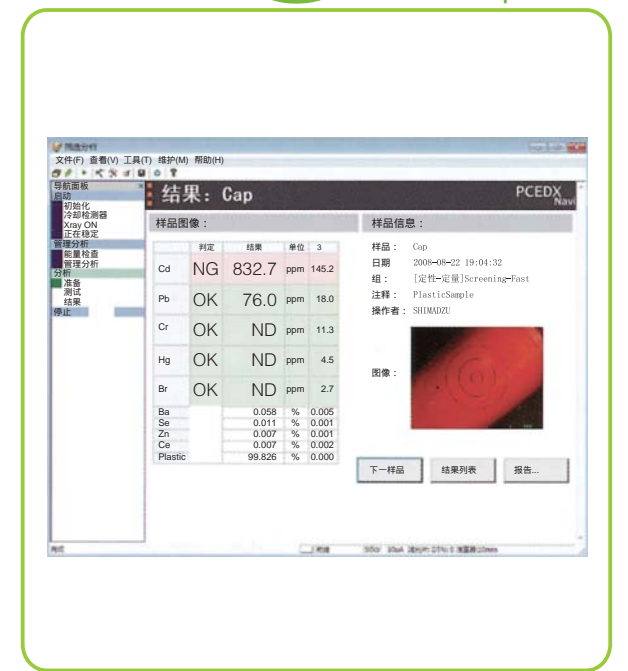 筛选分析
文件(F) 查看(V) 工具(T) 维护(M) 帮助(H)
导航面板
启动
初始化
冷却检测器
Xray ON
正在稳定
管理分析
能量检查
管理分析
分析
准备
测试
结果
停止
结果： Cap
PCEDX
Navi
样品图像：
判定 结果 单位 3
Cd NG 832.7 ppm 145.2
Pb OK 76.0 ppm 18.0
Cr OK ND ppm 11.3
Hg OK ND ppm 4.5
Br OK ND ppm 2.7
Ba 0.058 % 0.005
Se 0.011 % 0.001
Zn 0.007 % 0.001
Ce 0.007 % 0.002
Plastic 99.826 % 0.000
样品信息：
样品： Cap
日期 2008-08-22 19:04:32
组： [定性-定量]Screening-Fast
注释： PlasticSample
操作者： SHIMADZU
图像：
下一样品 结果列表 报告...